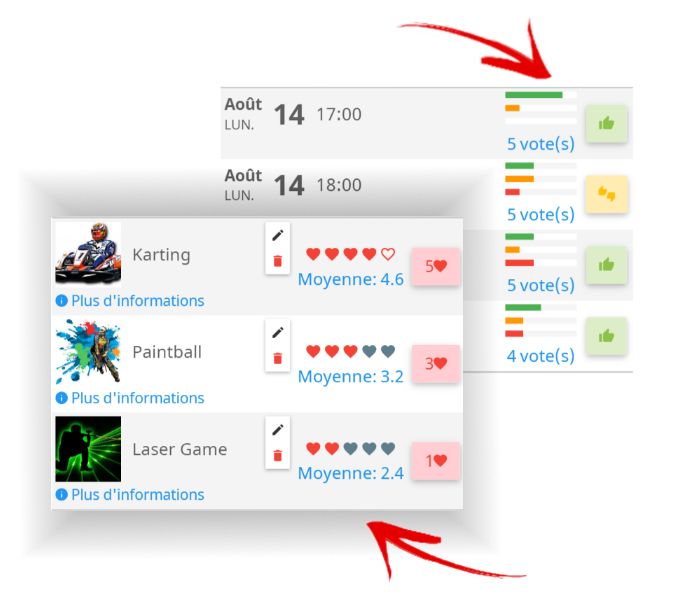 Août
LUN.
14 17:00
5 vote(s)
Août
LUN.
14 18:00
5 vote(s)
5 vote(s)
4 vote(s)
Karting
Moyenne: 4.6
5
Plus d'informations
Paintball
Moyenne: 3.2
3
Plus d'informations
Laser Game
Moyenne: 2.4
1
Plus d'informations